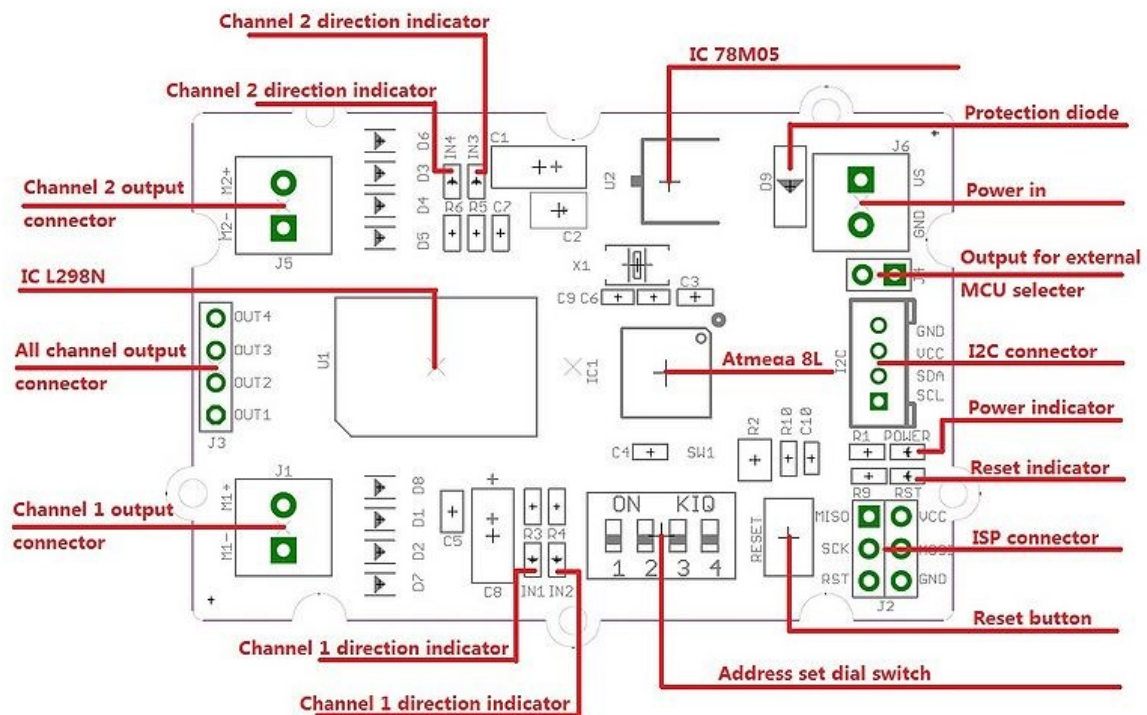 Channel 2 direction indicator
IC 78M05
Channel 2 direction indicator
Protection diode
Channel 2 output
connector
Power in
Output for external
MCU selecter
IC L298N
All channel output
connector
Atmega 8L
I2C connector
Power indicator
Reset indicator
Channel 1 output
connector
ISP connector
Reset button
Channel 1 direction indicator
Address set dial switch
Channel 1 direction indicator
M2+
M2-
J5
D6
D3
D4
D5
IN4
IN3
C1
R6
R5
C7
C2
U2
D9
J6
VS
GND
J4
X1
C9
C6
C3
OUT4
OUT3
OUT2
OUT1
J3
U1
IC1
I2C
GND
VCC
SDA
SCL
C4
SW1
R2
R10
C10
R1
POWER
R9
RST
J1
M1+
M1-
D8
D1
D2
D7
C5
C8
R3
R4
IN1
IN2
ON
KIQ
1 2 3 4
RESET
MISO
VCC
SCK
RST
GND
J2